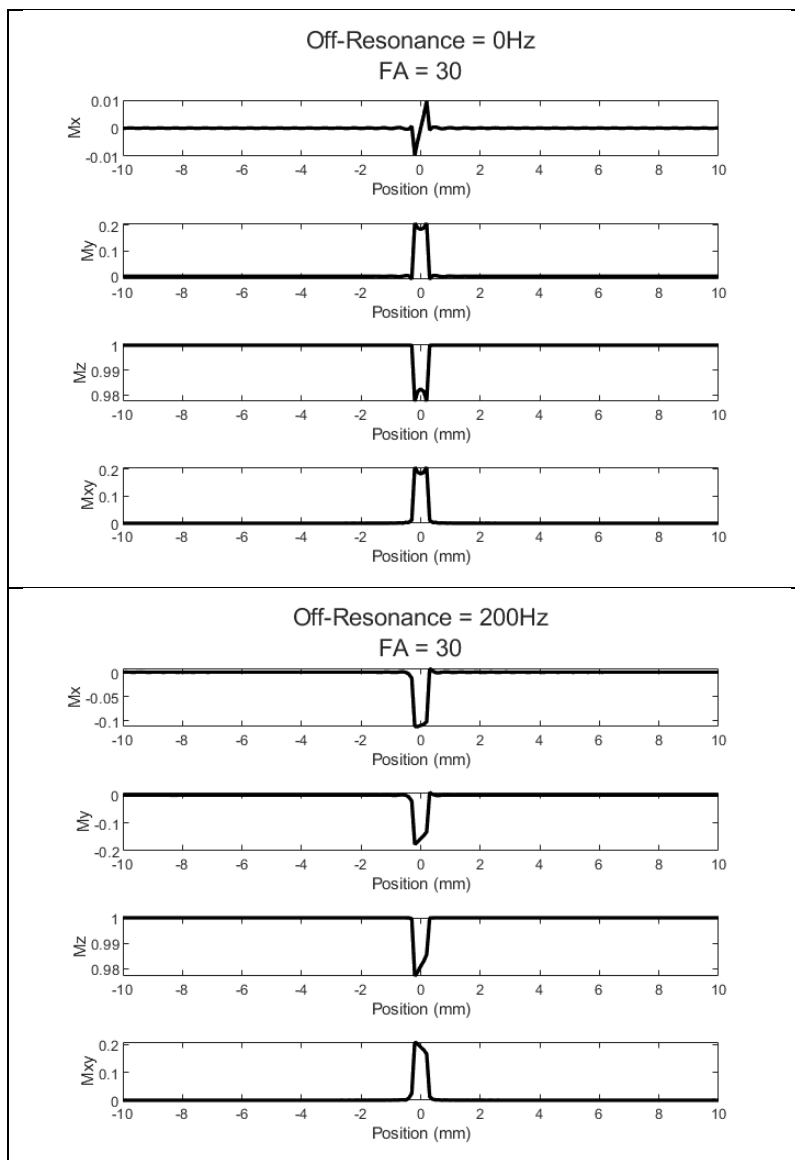 Off-Resonance = 0Hz
FA = 30
Mx
0.01
0
-0.01
-10 -8 -6 -4 -2 0 2 4 6 8 10
Position (mm)
My
0.2
0.1
0
-10 -8 -6 -4 -2 0 2 4 6 8 10
Position (mm)
Mz
1
0.99
0.98
-10 -8 -6 -4 -2 0 2 4 6 8 10
Position (mm)
Mxy
0.2
0.1
0
-10 -8 -6 -4 -2 0 2 4 6 8 10
Position (mm)
Off-Resonance = 200Hz
FA = 30
Mx
0
-0.05
-0.1
-10 -8 -6 -4 -2 0 2 4 6 8 10
Position (mm)
My
0
-0.1
-0.2
-10 -8 -6 -4 -2 0 2 4 6 8 10
Position (mm)
Mz
1
0.99
0.98
-10 -8 -6 -4 -2 0 2 4 6 8 10
Position (mm)
Mxy
0.2
0.1
0
-10 -8 -6 -4 -2 0 2 4 6 8 10
Position (mm)